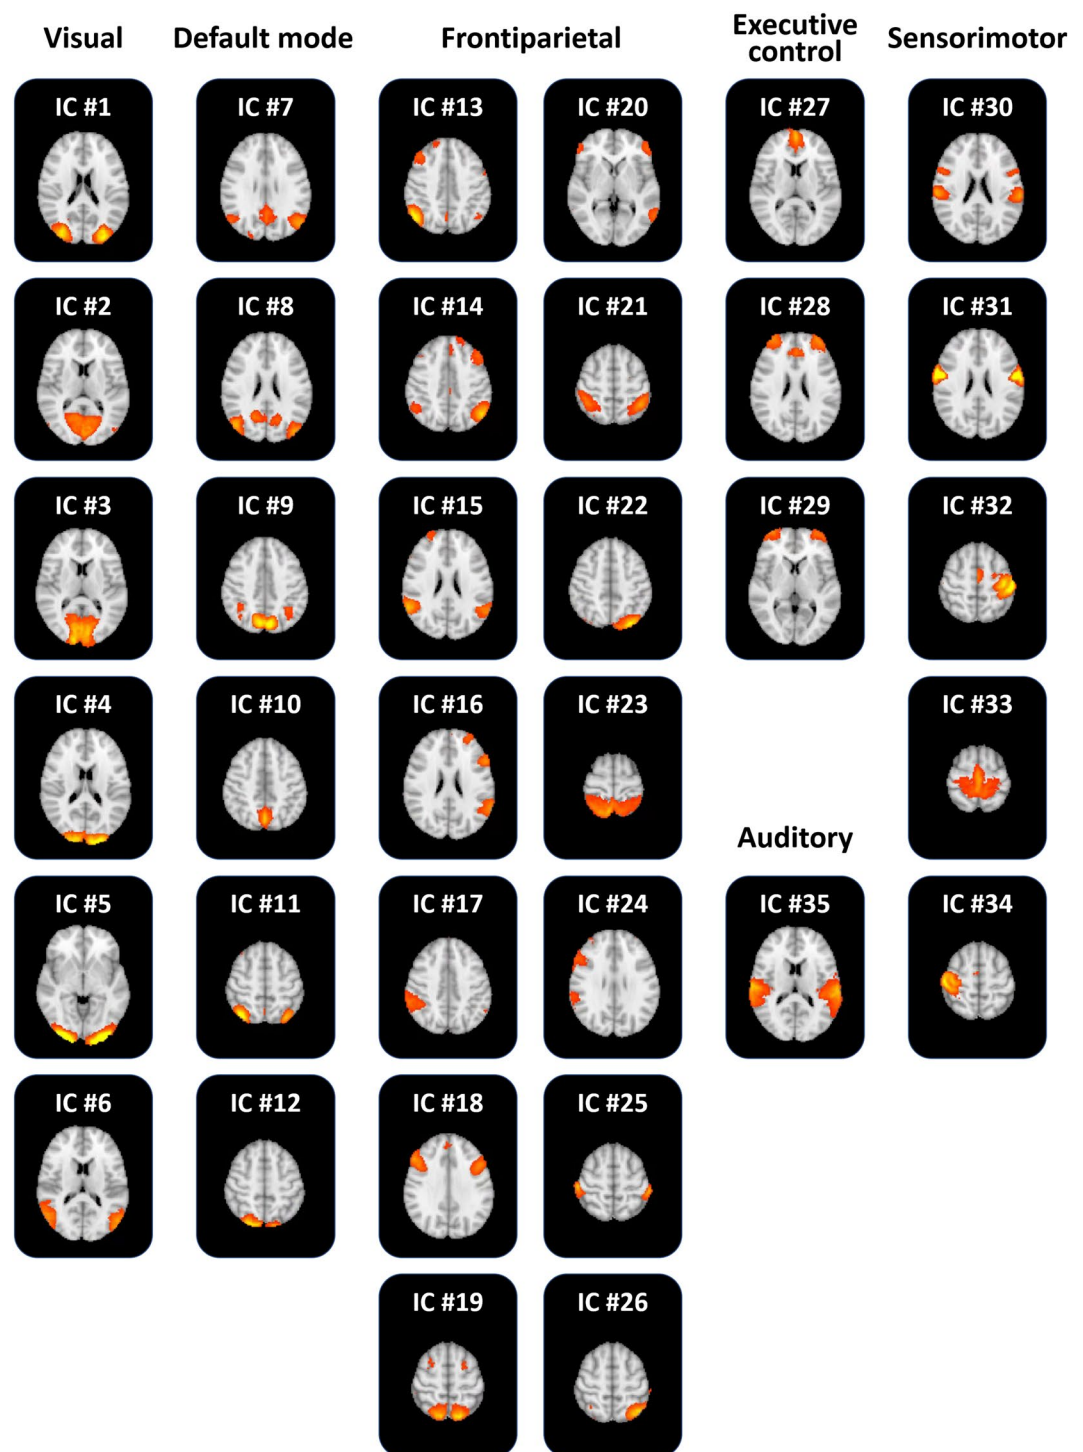 Visual
Default mode
Frontiparietal
Executive
control
Sensorimotor
IC #1
IC #7
IC #13
IC #20
IC #27
IC #30
IC #2
IC #8
IC #14
IC #21
IC #28
IC #31
IC #3
IC #9
IC #15
IC #22
IC #29
IC #32
IC #4
IC #10
IC #16
IC #23
IC #33
Auditory
IC #5
IC #11
IC #17
IC #24
IC #35
IC #34
IC #6
IC #12
IC #18
IC #25
IC #19
IC #26